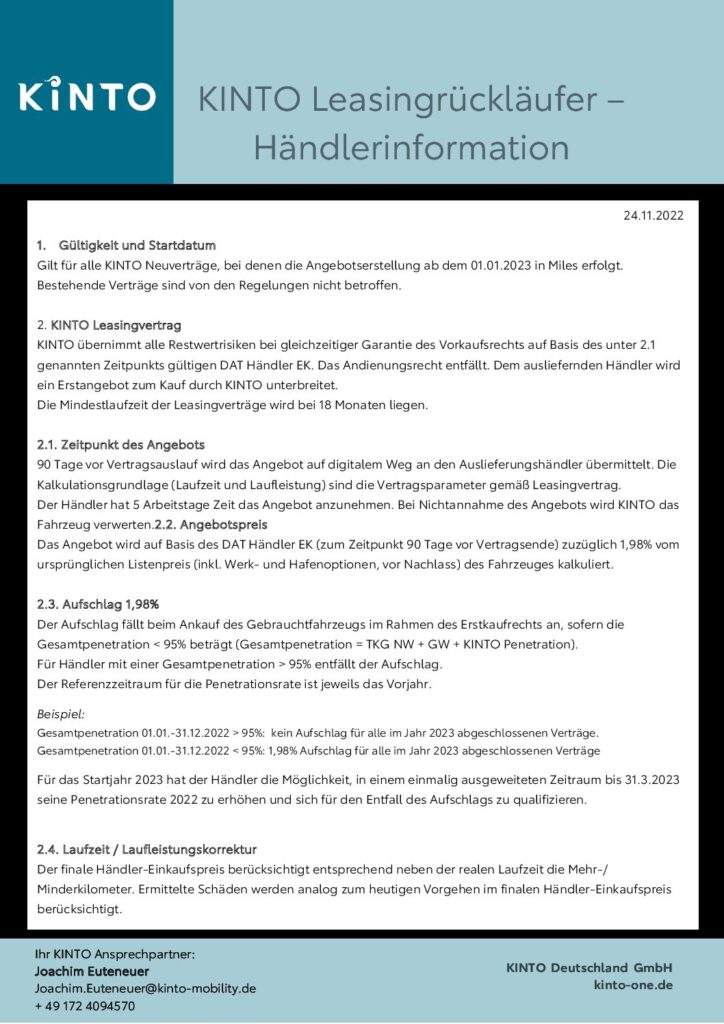 KINTO
KINTO Leasingrückläufer –
Händlerinformation
24.11.2022
1. Gültigkeit und Startdatum
Gilt für alle KINTO Neuverträge, bei denen die Angebotserstellung ab dem 01.01.2023 in Miles erfolgt.
Bestehende Verträge sind von den Regelungen nicht betroffen.
2. KINTO Leasingvertrag
KINTO übernimmt alle Restwertrisiken bei gleichzeitiger Garantie des Vorkaufsrechts auf Basis des unter 2.1
genannten Zeitpunkts gültigen DAT Händler EK. Das Andienungsrecht entfällt. Dem ausliefernden Händler wird
ein Erstangebot zum Kauf durch KINTO unterbreitet.
Die Mindestlaufzeit der Leasingverträge wird bei 18 Monaten liegen.
2.1. Zeitpunkt des Angebots
90 Tage vor Vertragsauslauf wird das Angebot auf digitalem Weg an den Auslieferungshändler übermittelt. Die
Kalkulationsgrundlage (Laufzeit und Laufleistung) sind die Vertragsparameter gemäß Leasingvertrag.
Der Händler hat 5 Arbeitstage Zeit das Angebot anzunehmen. Bei Nichtannahme des Angebots wird KINTO das
Fahrzeug verwerten.2.2. Angebotspreis
Das Angebot wird auf Basis des DAT Händler EK (zum Zeitpunkt 90 Tage vor Vertragsende) zuzüglich 1,98% vom
ursprünglichen Listenpreis (inkl. Werk- und Hafenoptionen, vor Nachlass) des Fahrzeuges kalkuliert.
2.3. Aufschlag 1,98%
Der Aufschlag fällt beim Ankauf des Gebrauchtfahrzeugs im Rahmen des Erstkaufrechts an, sofern die
Gesamtpenetration < 95% beträgt (Gesamtpenetration = TKG NW + GW + KINTO Penetration).
Für Händler mit einer Gesamtpenetration > 95% entfällt der Aufschlag.
Der Referenzzeitraum für die Penetrationsrate ist jeweils das Vorjahr.
Beispiel:
Gesamtpenetration 01.01.-31.12.2022 > 95%: kein Aufschlag für alle im Jahr 2023 abgeschlossenen Verträge.
Gesamtpenetration 01.01.-31.12.2022 < 95%: 1,98% Aufschlag für alle im Jahr 2023 abgeschlossenen Verträge
Für das Startjahr 2023 hat der Händler die Möglichkeit, in einem einmalig ausgeweiteten Zeitraum bis 31.3.2023
seine Penetrationsrate 2022 zu erhöhen und sich für den Entfall des Aufschlags zu qualifizieren.
2.4. Laufzeit / Laufleistungskorrektur
Der finale Händler-Einkaufspreis berücksichtigt entsprechend neben der realen Laufzeit die Mehr-/
Minderkilometer. Ermittelte Schäden werden analog zum heutigen Vorgehen im finalen Händler-Einkaufspreis
berücksichtigt.
Ihr KINTO Ansprechpartner:
Joachim Euteneuer
Joachim.Euteneuer@kinto-mobility.de
+ 49 172 4094570
KINTO Deutschland GmbH
kinto-one.de